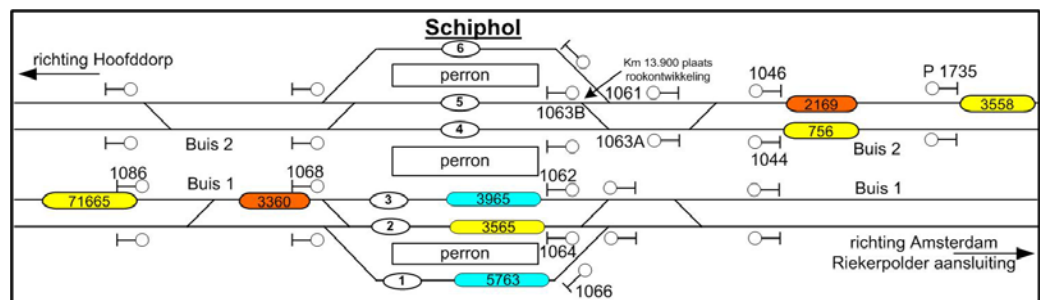 Schiphol
richting Hoofddorp
6
perron
Km 13.900 plaats
rookontwikkeling
1046
P 1735
1061
5
1063B
2169
3558
4
1063A
756
Buis 2
1044
Buis 2
perron
1086
Buis 1
1068
1062
Buis 1
71665
3360
3
3965
2
3565
perron
1064
richting Amsterdam
Riekerpolder aansluiting
1
5763
1066